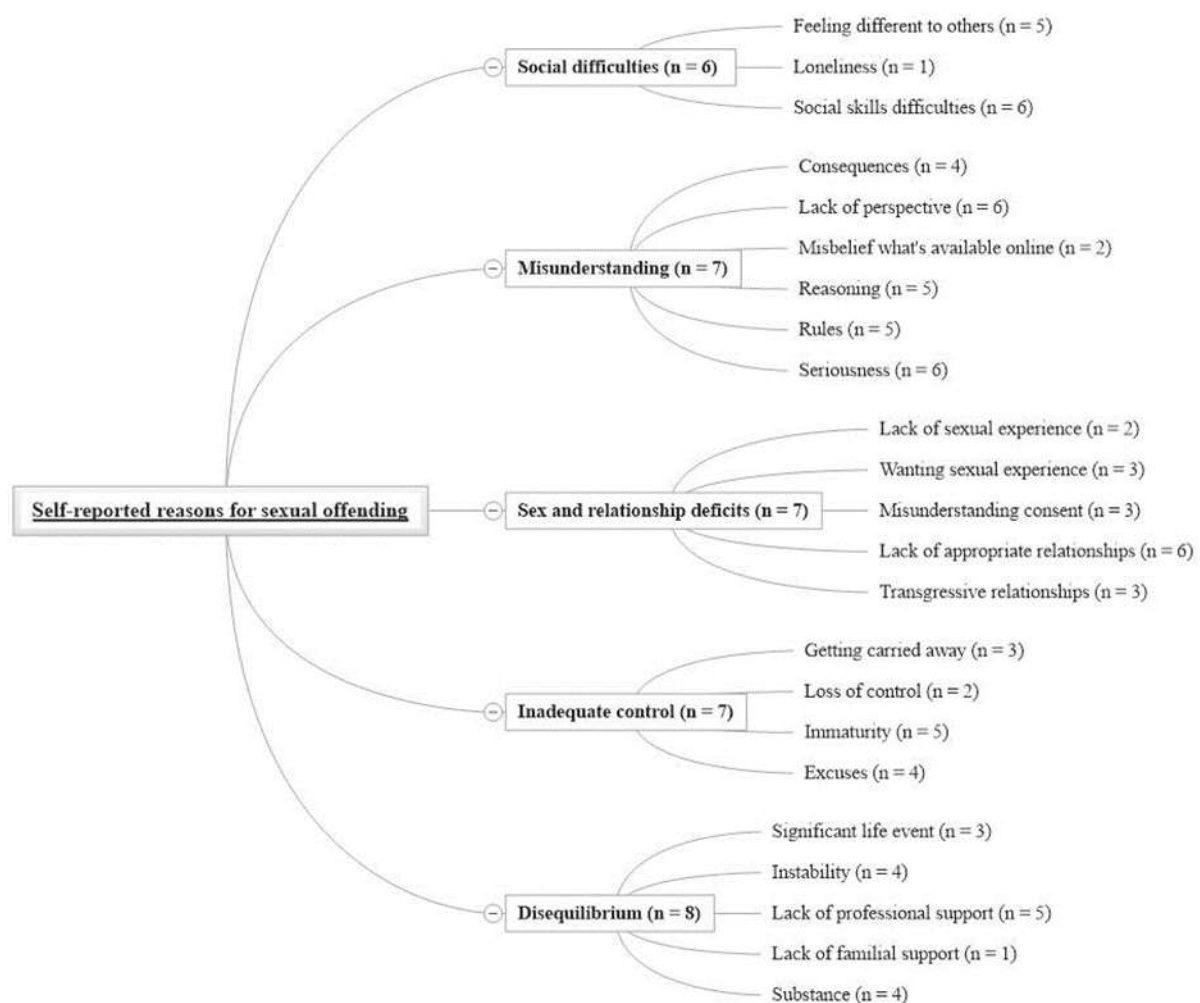 Self-reported reasons for sexual offending
Social difficulties (n = 6)
Feeling different to others (n = 5)
Loneliness (n = 1)
Social skills difficulties (n = 6)
Misunderstanding (n = 7)
Consequences (n = 4)
Lack of perspective (n = 6)
Misbelief what's available online (n = 2)
Reasoning (n = 5)
Rules (n = 5)
Seriousness (n = 6)
Sex and relationship deficits (n = 7)
Lack of sexual experience (n = 2)
Wanting sexual experience (n = 3)
Misunderstanding consent (n = 3)
Lack of appropriate relationships (n = 6)
Transgressive relationships (n = 3)
Inadequate control (n = 7)
Getting carried away (n = 3)
Loss of control (n = 2)
Immaturity (n = 5)
Excuses (n = 4)
Disequilibrium (n = 8)
Significant life event (n = 3)
Instability (n = 4)
Lack of professional support (n = 5)
Lack of familial support (n = 1)
Substance (n = 4)